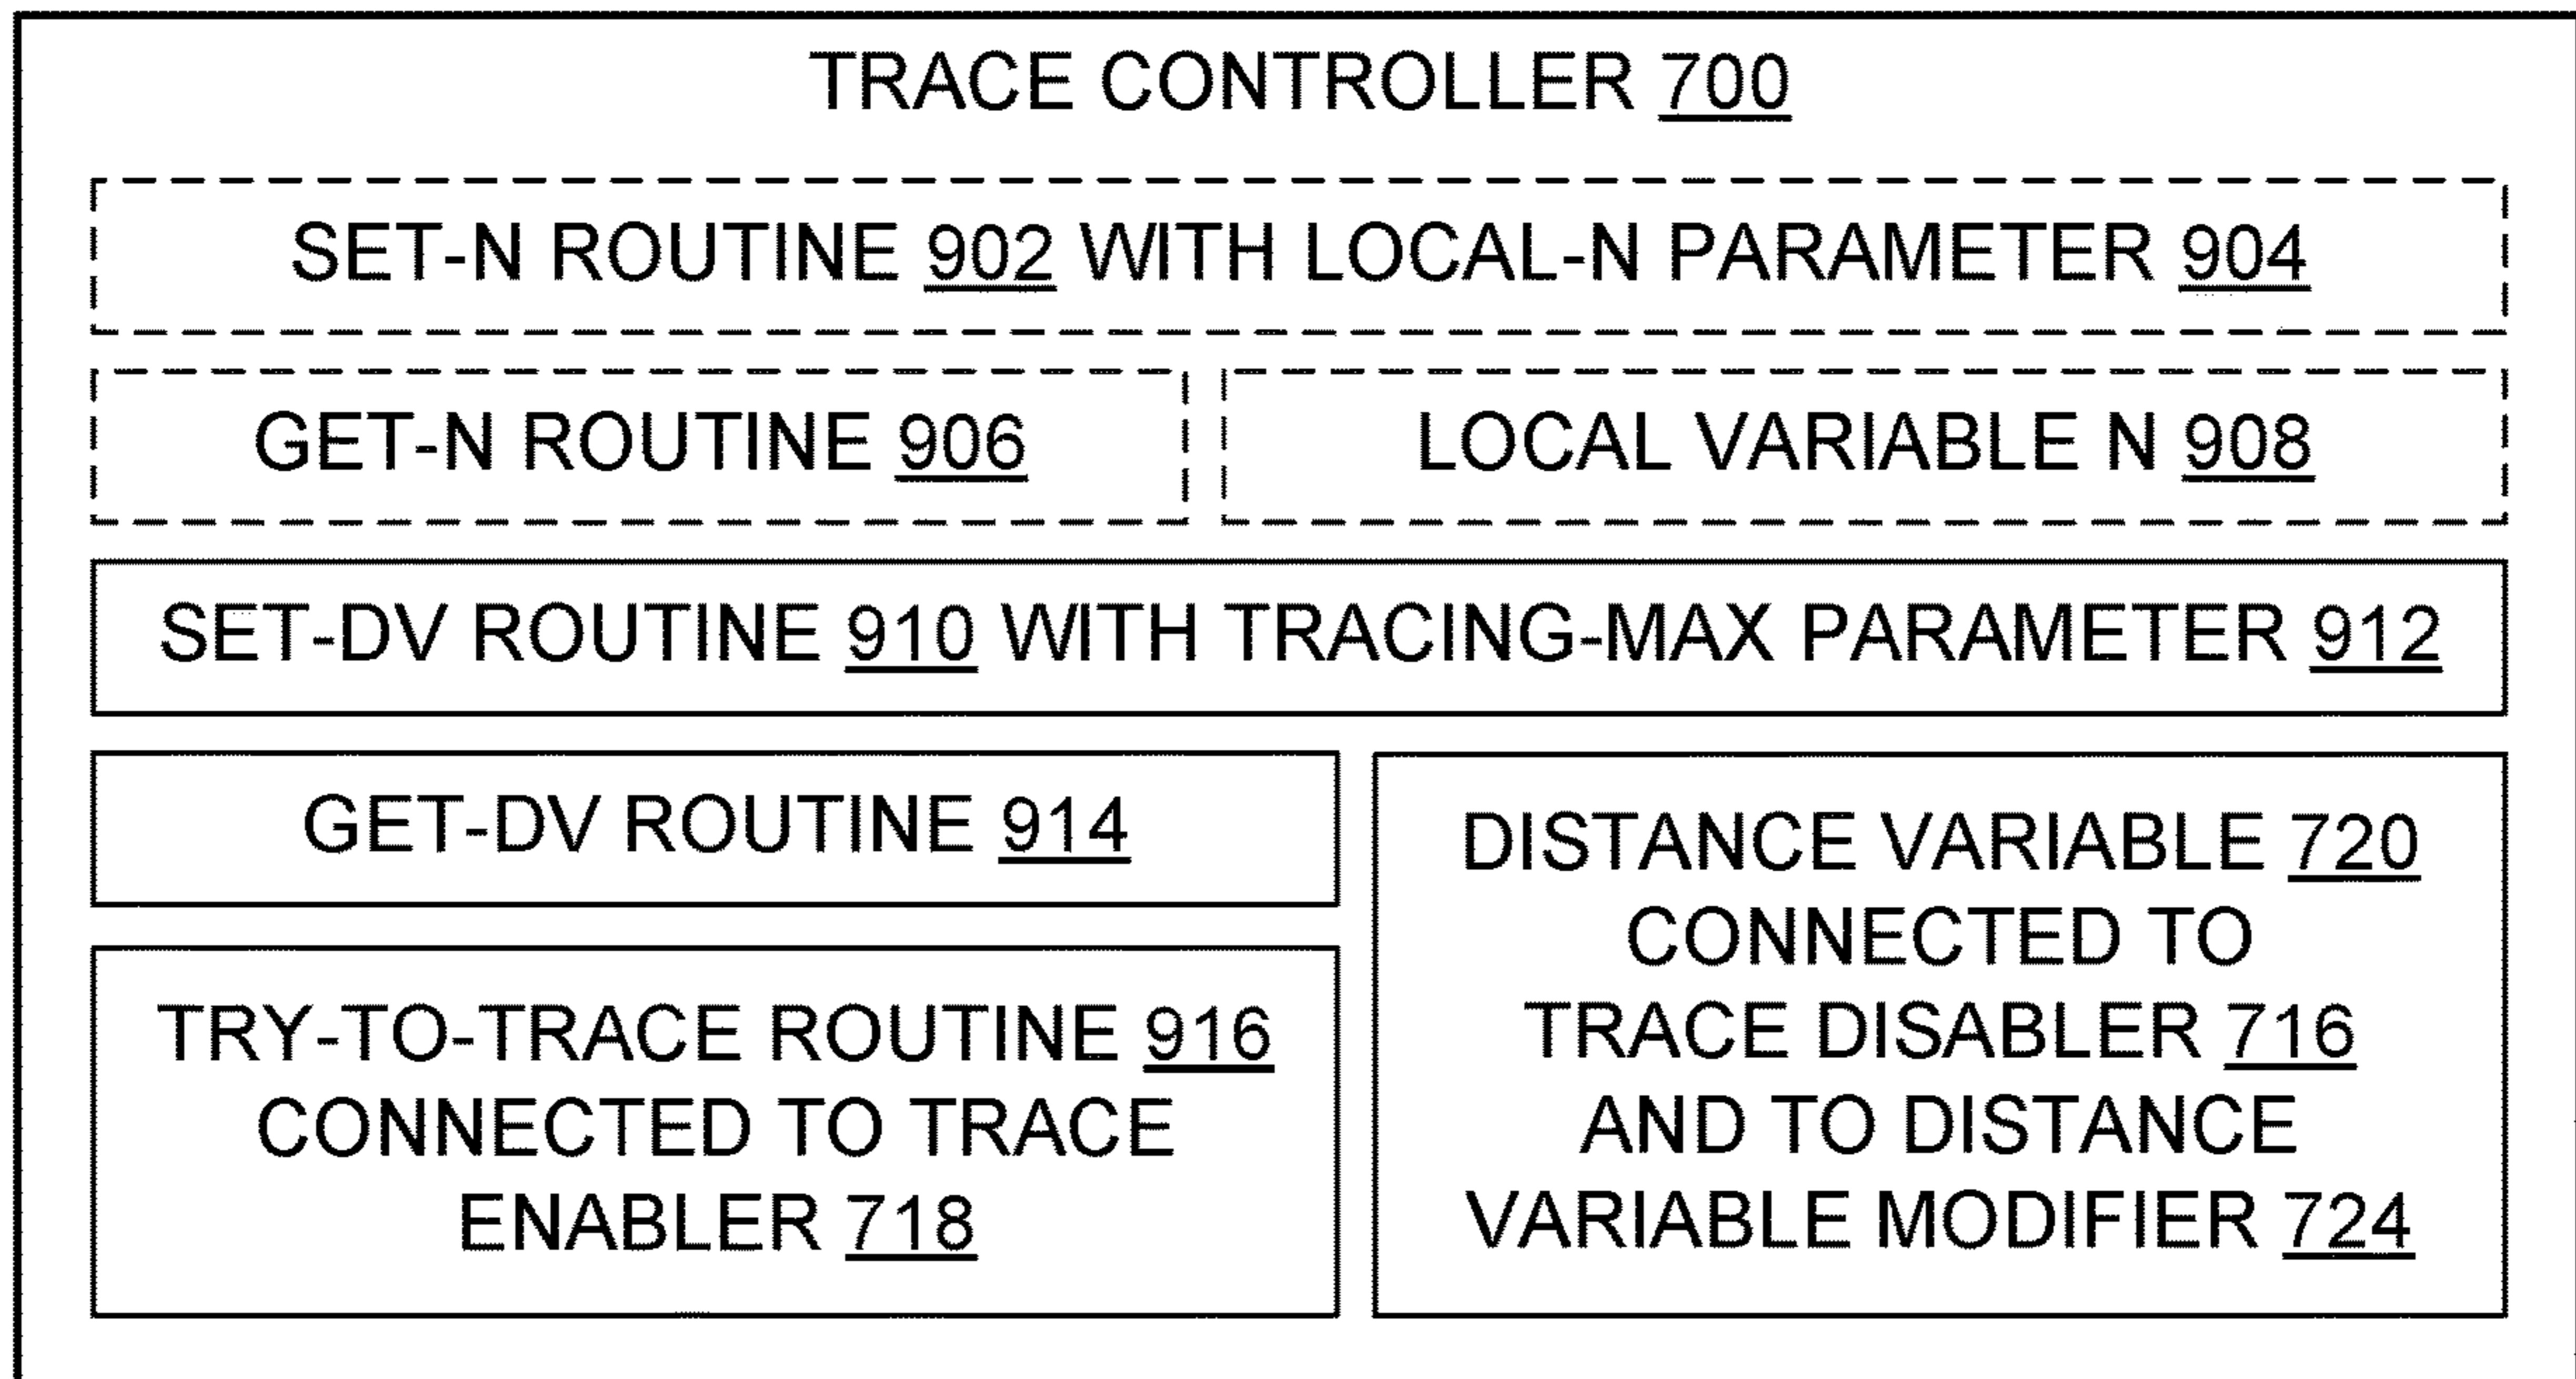 TRACE CONTROLLER 700
SET-N ROUTINE 902 WITH LOCAL-N PARAMETER 904
GET-N ROUTINE 906
LOCAL VARIABLE N 908
SET-DV ROUTINE 910 WITH TRACING-MAX PARAMETER 912
GET-DV ROUTINE 914
TRY-TO-TRACE ROUTINE 916
CONNECTED TO TRACE
ENABLER 718
DISTANCE VARIABLE 720
CONNECTED TO
TRACE DISABLER 716
AND TO DISTANCE
VARIABLE MODIFIER 724